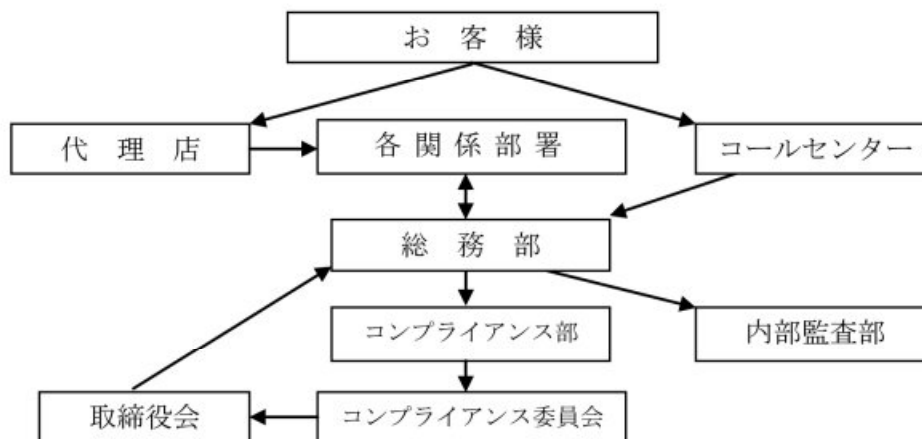 お客様
代理店
各関係部署
コールセンター
総務部
コンプライアンス部
内部監査部
取締役会
コンプライアンス委員会